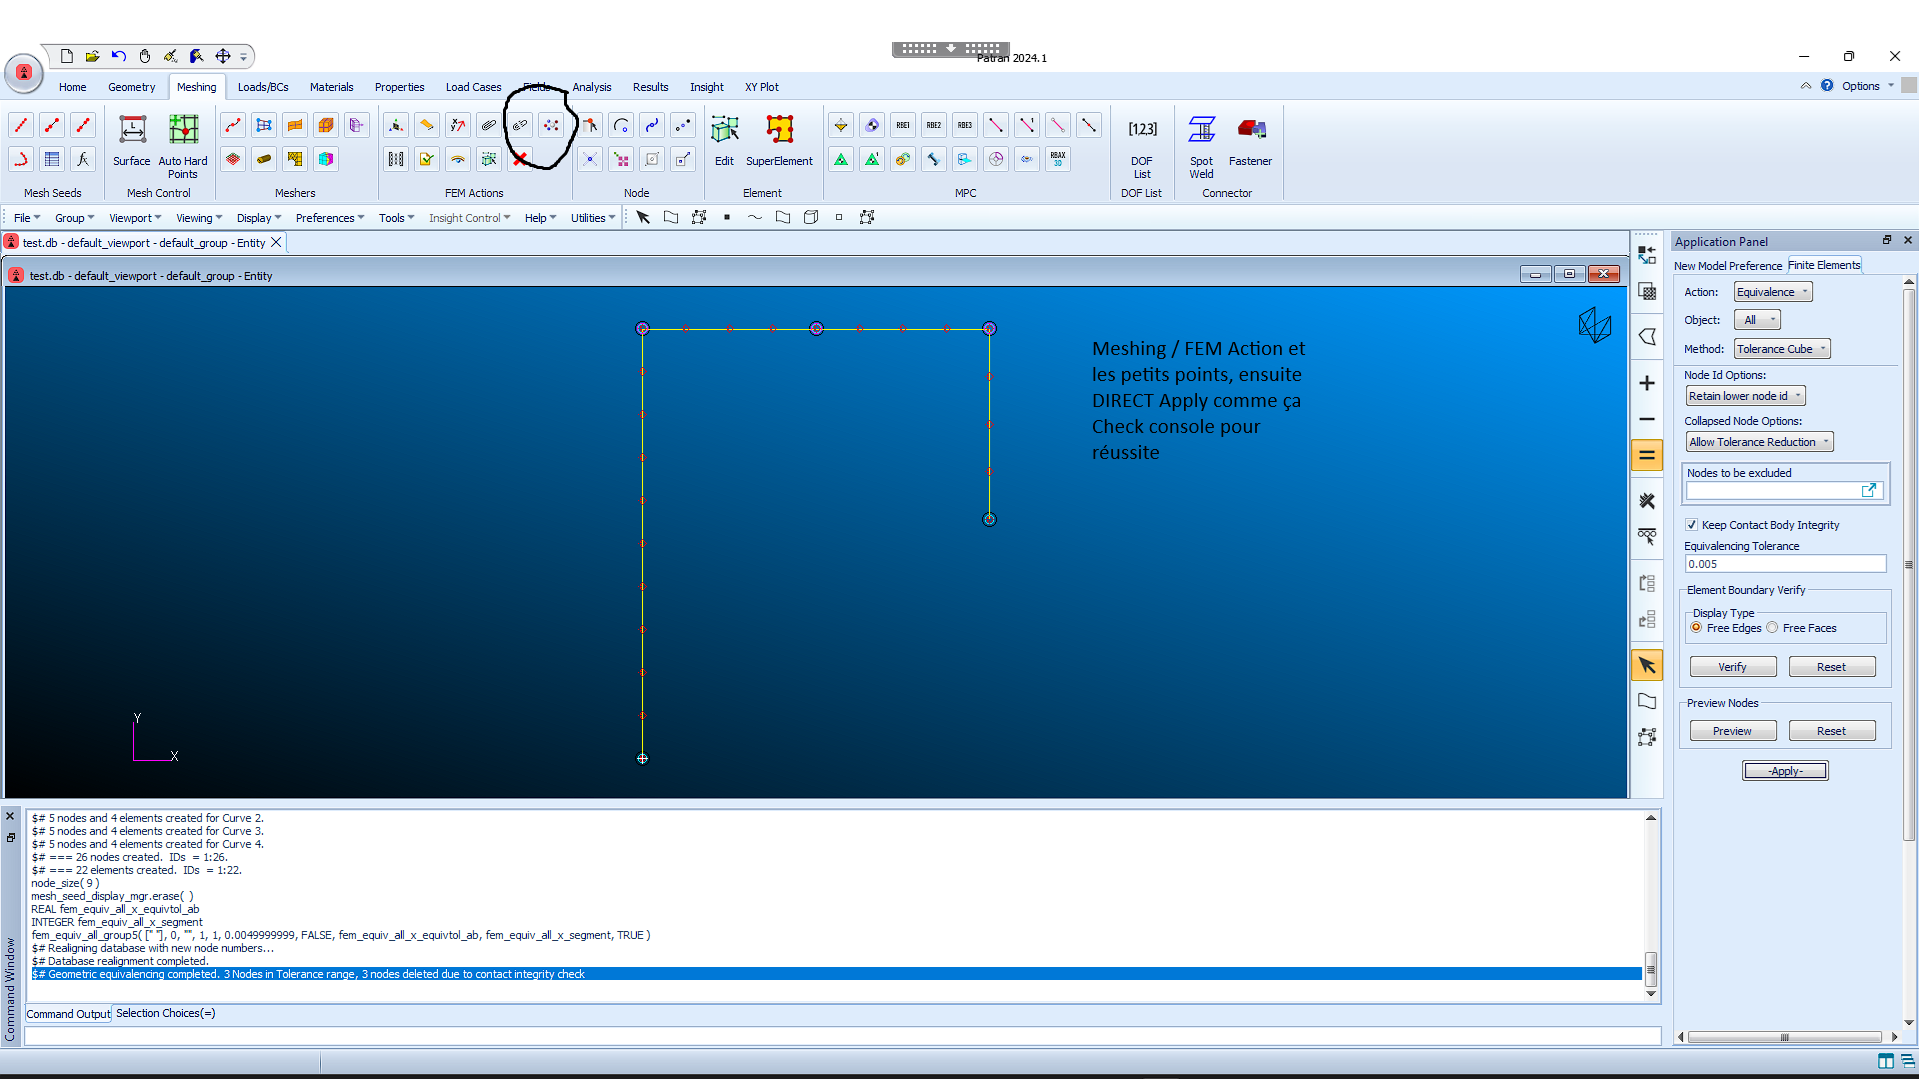 Patran 2024.1
Home Geometry Meshing Loads/BCs Materials Properties Load Cases Fields Analysis Results Insight XY Plot Options
RBE1 RBE2 RBE3
RBAX 3D
[1,2,3]
Surface Auto Hard Points Edit SuperElement DOF List Spot Weld Fastener
Mesh Seeds Mesh Control Meshers FEM Actions Node Element MPC DOF List Connector
File Group Viewport Viewing Display Preferences Tools Insight Control Help Utilities
test.db - default_viewport - default_group - Entity
test.db - default_viewport - default_group - Entity
Meshing / FEM Action et
les petits points, ensuite
DIRECT Apply comme ça
Check console pour
réussite
Y
X
Application Panel
New Model Preference Finite Elements
Action: Equivalence
Object: All
Method: Tolerance Cube
Node Id Options:
Retain lower node id
Collapsed Node Options:
Allow Tolerance Reduction
Nodes to be excluded
Keep Contact Body Integrity
Equivalencing Tolerance
0.005
Element Boundary Verify
Display Type
Free Edges Free Faces
Verify Reset
Preview Nodes
Preview Reset
-Apply-
$# 5 nodes and 4 elements created for Curve 2.
$# 5 nodes and 4 elements created for Curve 3.
$# 5 nodes and 4 elements created for Curve 4.
$# === 26 nodes created.  IDs  = 1:26.
$# === 22 elements created.  IDs  = 1:22.
node_size( 9 )
mesh_seed_display_mgr.erase(  )
REAL fem_equiv_all_x_equivtol_ab
INTEGER fem_equiv_all_x_segment
fem_equiv_all_group5( [" "], 0, "", 1, 1, 0.0049999999, FALSE, fem_equiv_all_x_equivtol_ab, fem_equiv_all_x_segment, TRUE )
$# Realigning database with new node numbers...
$# Database realignment completed.
$# Geometric equivalencing completed. 3 Nodes in Tolerance range, 3 nodes deleted due to contact integrity check
Command Window
Command Output Selection Choices(=)